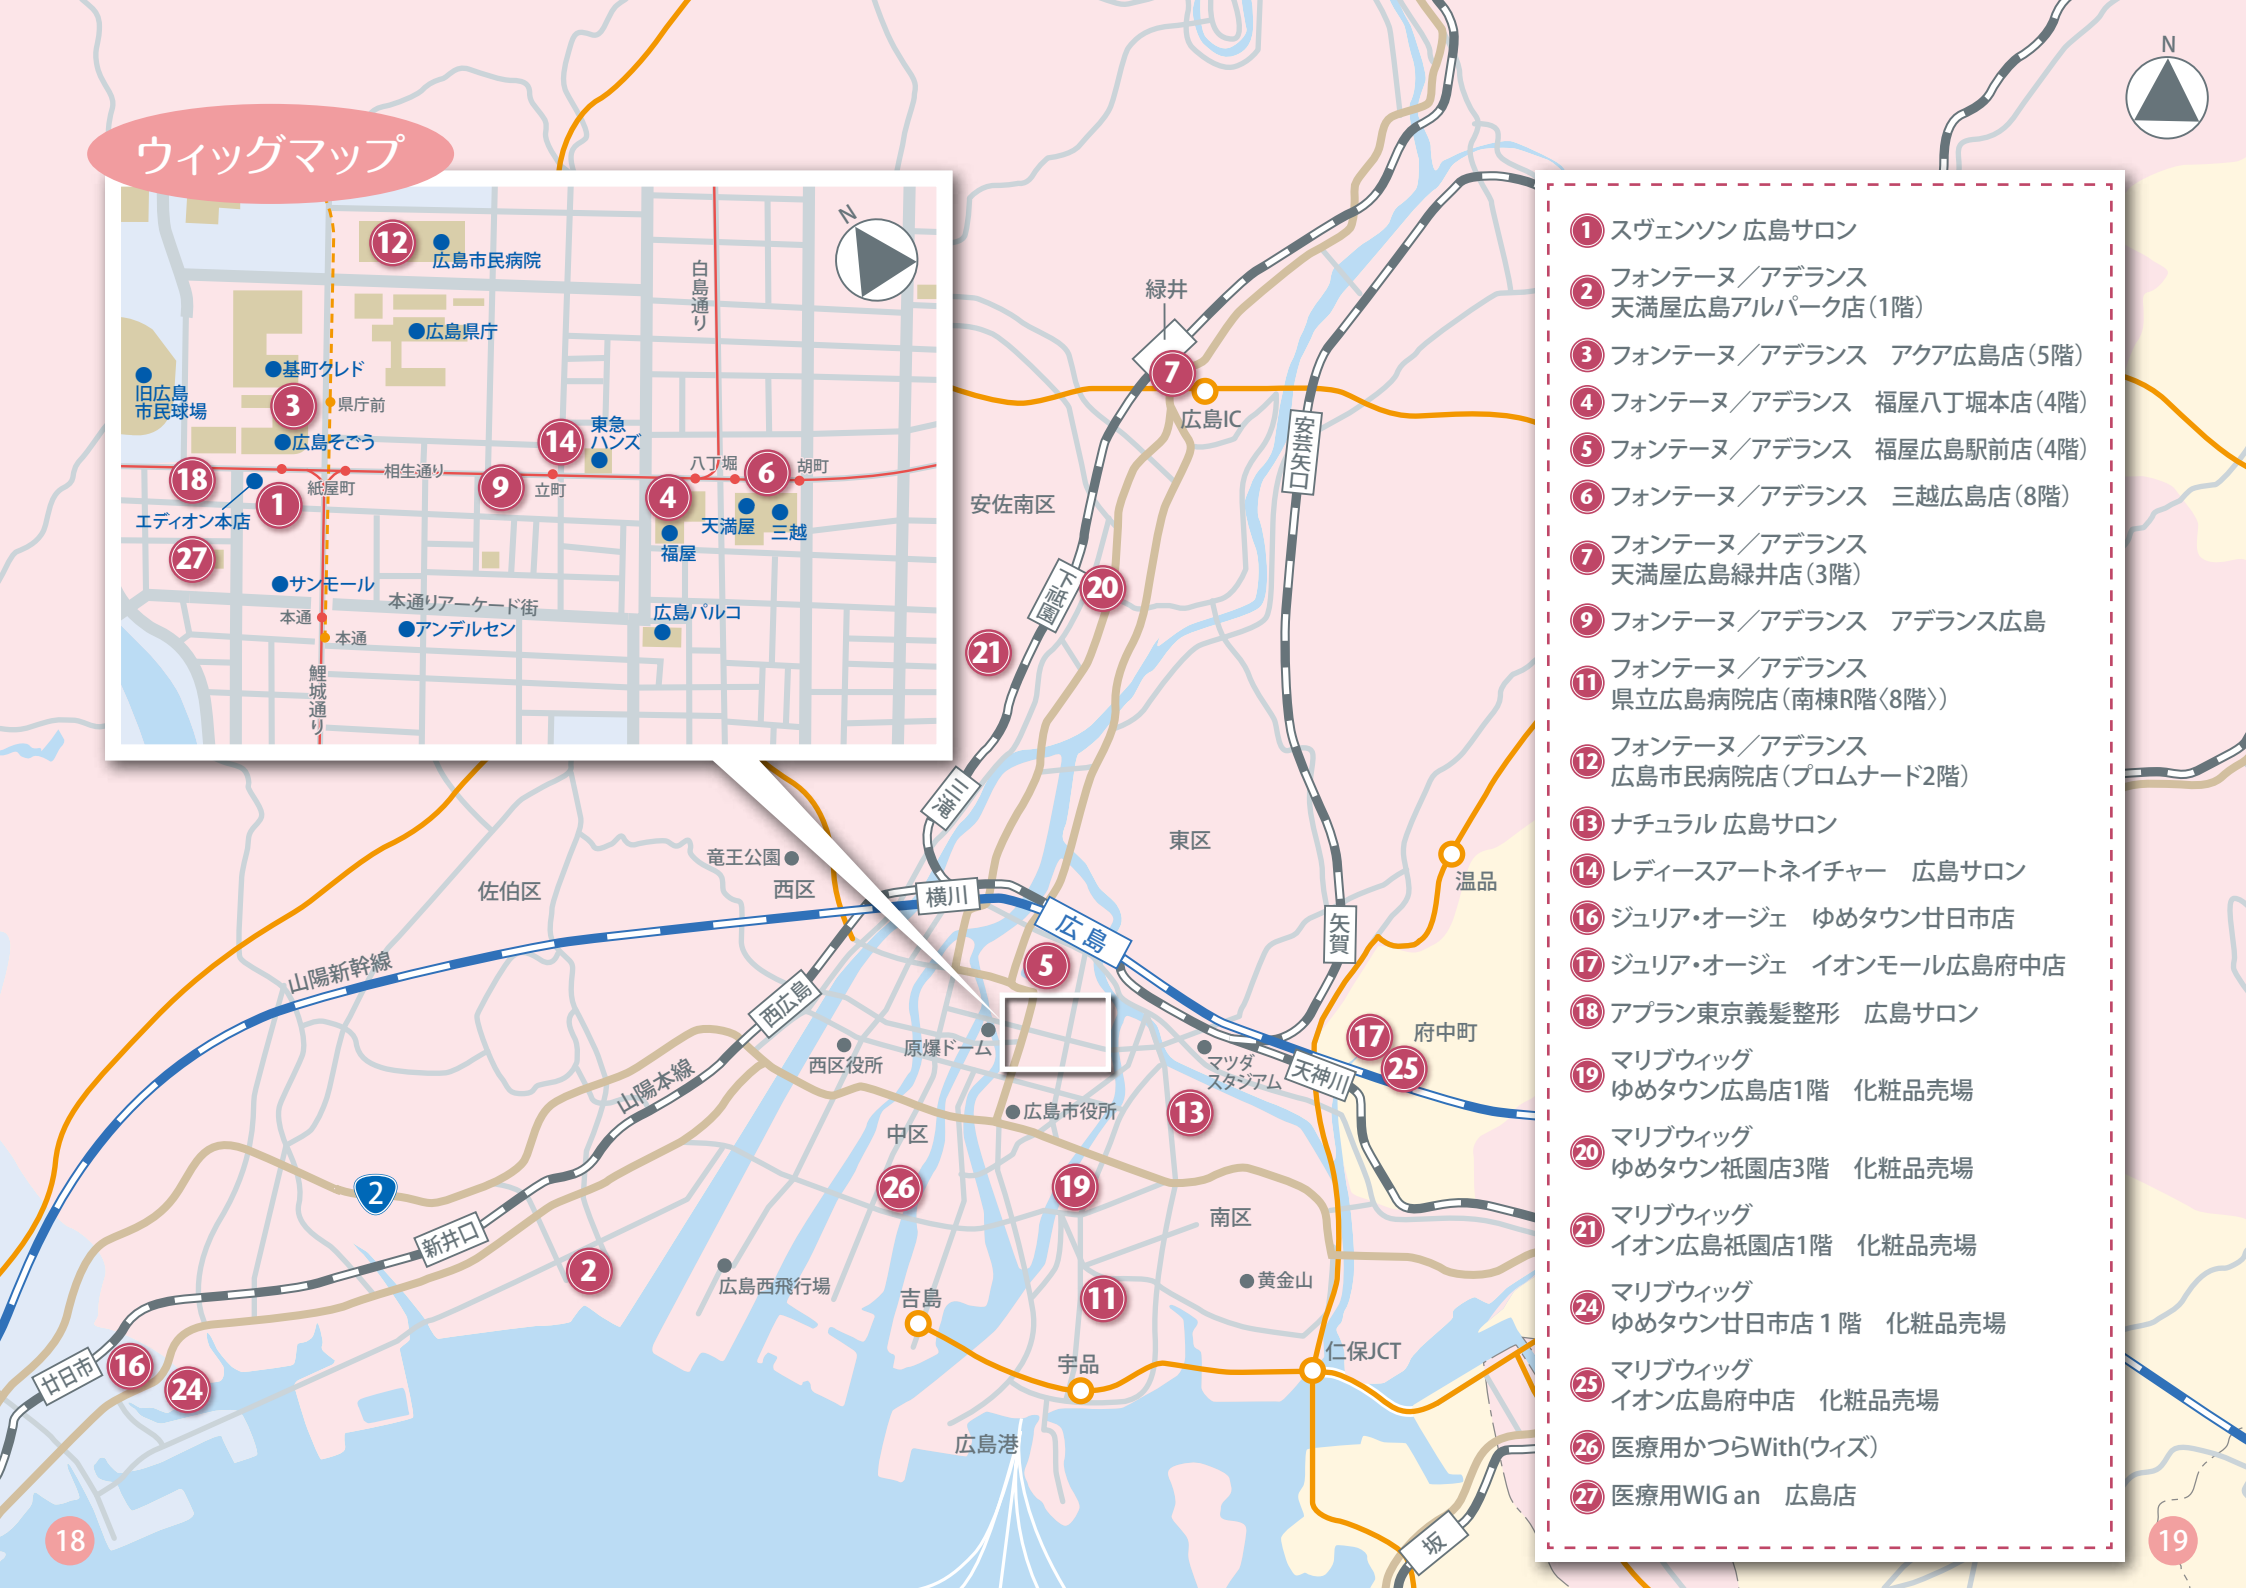 ウィッグマップ
N
12
広島市民病院
白島通り
広島県庁
基町クレド
旧広島
市民球場
3
県庁前
広島そごう
14
東急
ハンズ
18
相生通り
紙屋町
1
エディオン本店
9
立町
4
八丁堀
6
胡町
天満屋
三越
福屋
27
サンモール
本通りアーケード街
本通
本通
アンデルセン
広島パルコ
鯉城通り
N
緑井
7
広島IC
安芸矢口
安佐南区
下祇園
20
21
三滝
東区
竜王公園
西区
佐伯区
横川
広島
温品
矢賀
5
山陽新幹線
西広島
原爆ドーム
西区役所
山陽本線
マツダ
スタジアム
天神川
17
府中町
25
広島市役所
13
中区
26
19
南区
2
新井口
2
広島西飛行場
吉島
11
黄金山
宇品
仁保JCT
廿日市
16
24
広島港
坂
1 スヴェンソン 広島サロン
2 フォンテーヌ／アデランス
天満屋広島アルパーク店（1階）
3 フォンテーヌ／アデランス　アクア広島店（5階）
4 フォンテーヌ／アデランス　福屋八丁堀本店（4階）
5 フォンテーヌ／アデランス　福屋広島駅前店（4階）
6 フォンテーヌ／アデランス　三越広島店（8階）
7 フォンテーヌ／アデランス
天満屋広島緑井店（3階）
9 フォンテーヌ／アデランス　アデランス広島
11 フォンテーヌ／アデランス
県立広島病院店（南棟R階〈8階〉）
12 フォンテーヌ／アデランス
広島市民病院店（プロムナード2階）
13 ナチュラル 広島サロン
14 レディースアートネイチャー　広島サロン
16 ジュリア・オージェ　ゆめタウン廿日市店
17 ジュリア・オージェ　イオンモール広島府中店
18 アプラン東京義髪整形　広島サロン
19 マリブウィッグ
ゆめタウン広島店1階　化粧品売場
20 マリブウィッグ
ゆめタウン祇園店3階　化粧品売場
21 マリブウィッグ
イオン広島祇園店1階　化粧品売場
24 マリブウィッグ
ゆめタウン廿日市店 1 階　化粧品売場
25 マリブウィッグ
イオン広島府中店　化粧品売場
26 医療用かつらWith(ウィズ）
27 医療用WIG an　広島店
18
19